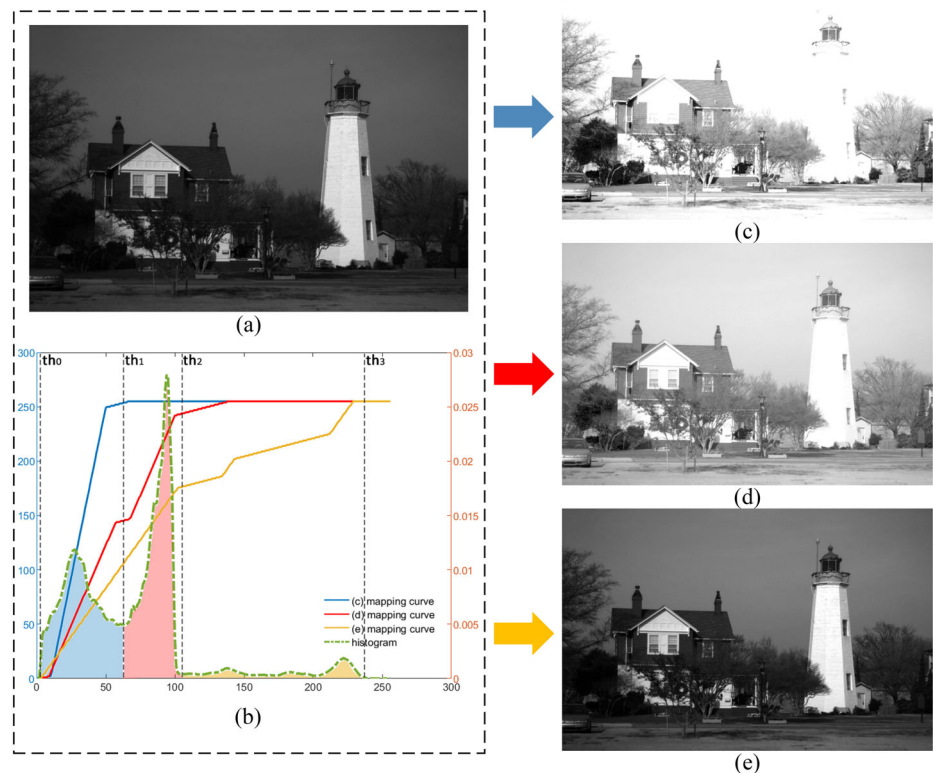 (a)
300
250
200
150
100
50
0
th0 th1 th2 th3
0.03
0.025
0.02
0.015
0.01
0.005
0
(c) mapping curve
(d) mapping curve
(e) mapping curve
histogram
0 50 100 150 200 250 300
(b)
(c)
(d)
(e)